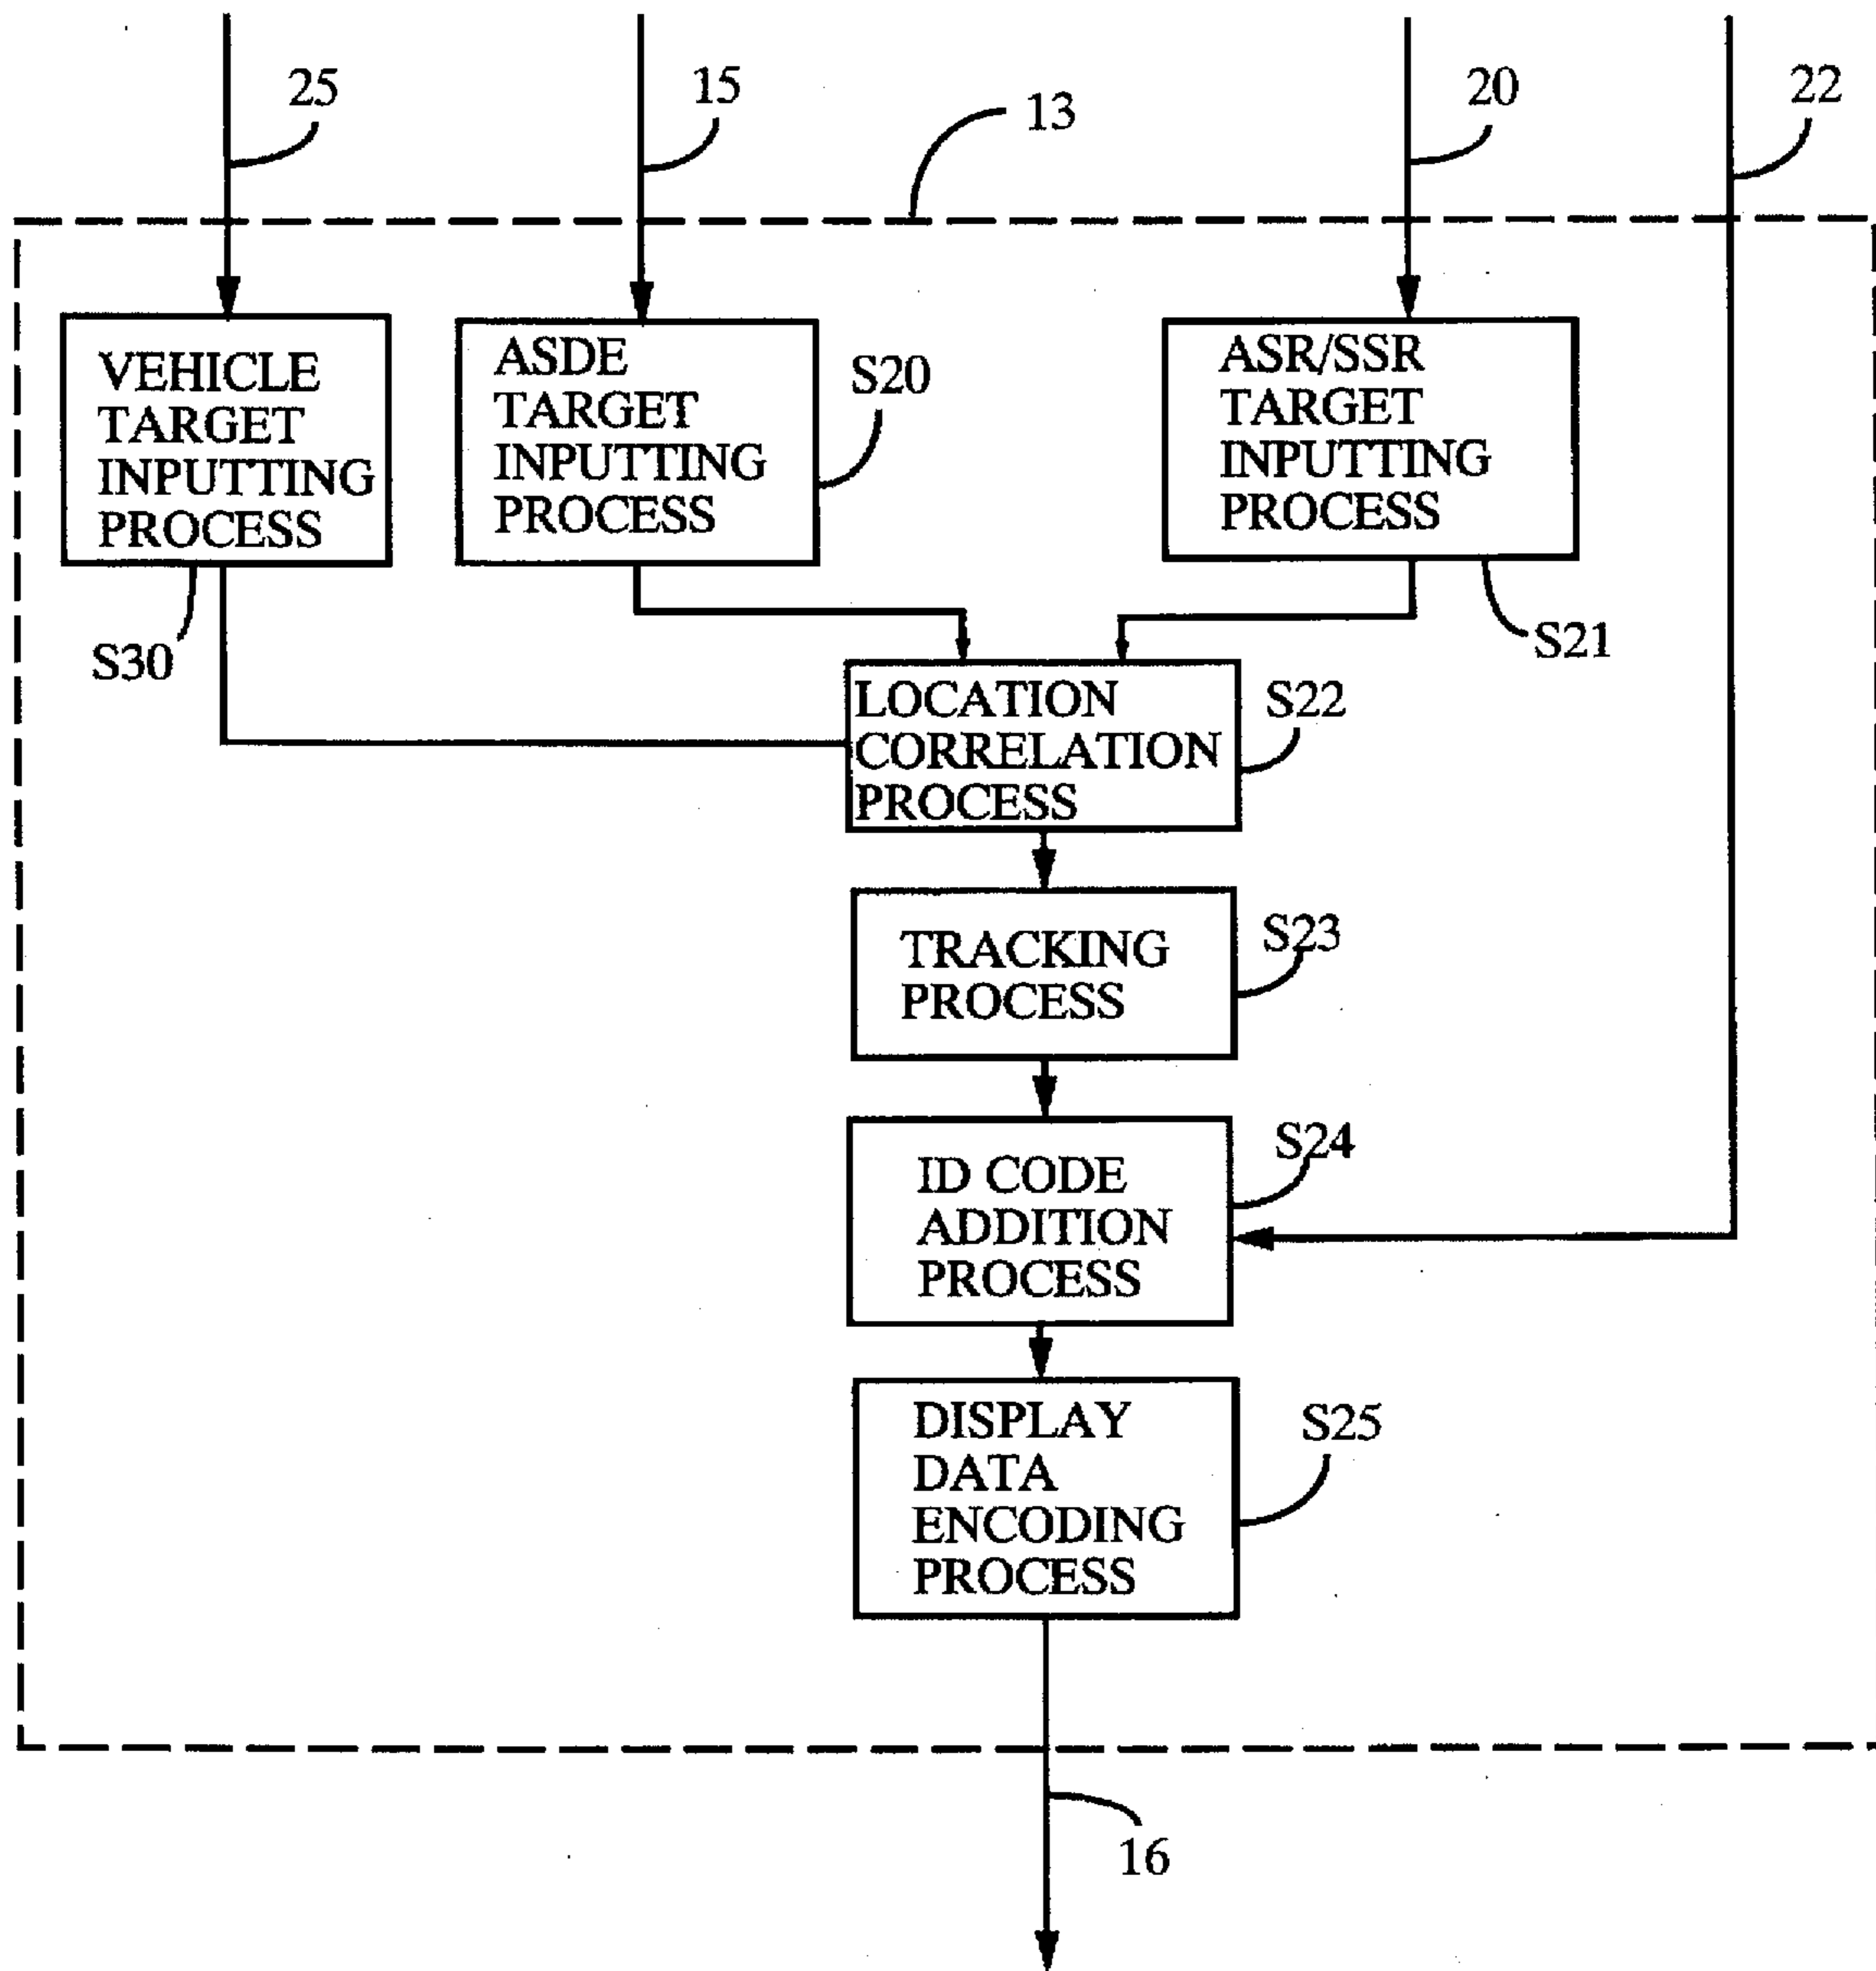 25
15
13
20
22
VEHICLE
TARGET
INPUTTING
PROCESS
S30
ASDE
TARGET
INPUTTING
PROCESS
S20
ASR/SSR
TARGET
INPUTTING
PROCESS
S21
LOCATION
CORRELATION
PROCESS
S22
TRACKING
PROCESS
S23
ID CODE
ADDITION
PROCESS
S24
DISPLAY
DATA
ENCODING
PROCESS
S25
16